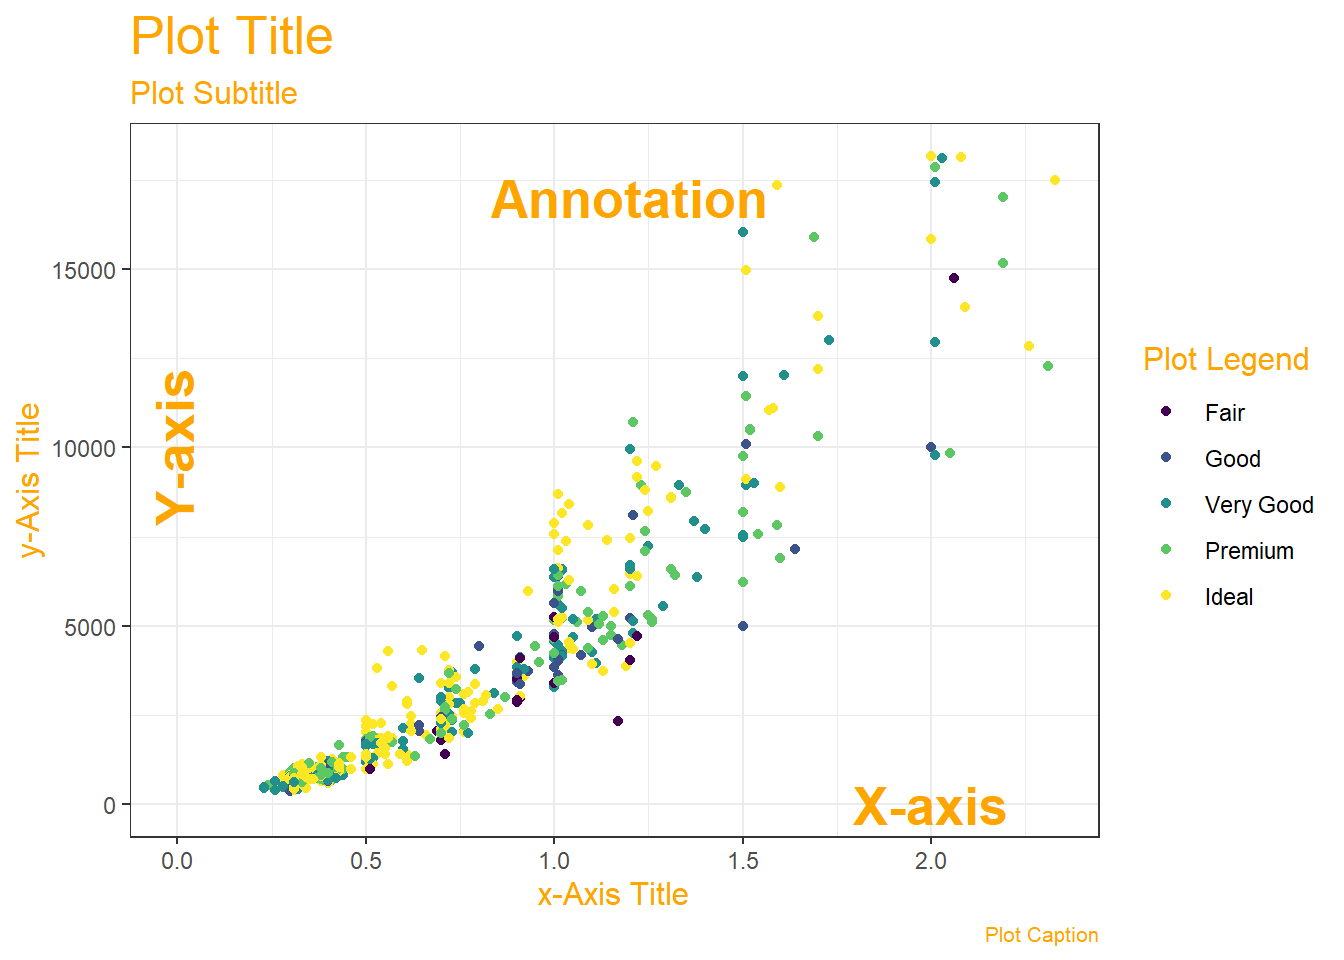 Plot Title
Plot Subtitle
Annotation
15000
10000
5000
0
y-Axis Title
Y-axis
X-axis
0.0 0.5 1.0 1.5 2.0
x-Axis Title
Plot Caption
Plot Legend
Fair
Good
Very Good
Premium
Ideal